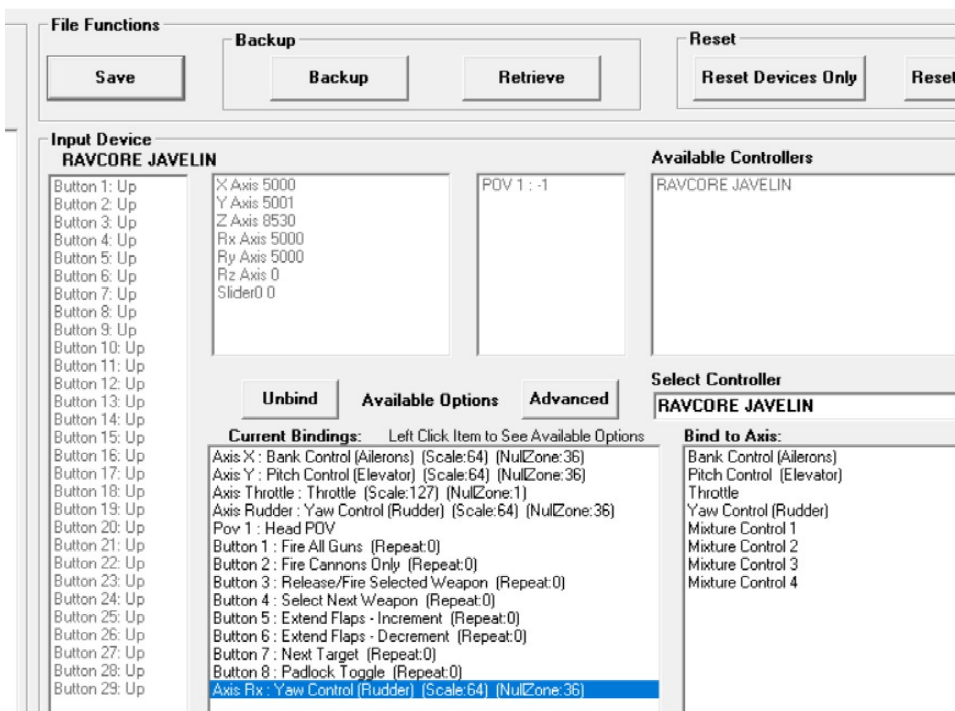 File Functions
Save
Backup
Backup
Retrieve
Reset
Reset Devices Only
Reset
Input Device
RAVCORE JAVELIN
Button 1: Up
Button 2: Up
Button 3: Up
Button 4: Up
Button 5: Up
Button 6: Up
Button 7: Up
Button 8: Up
Button 9: Up
Button 10: Up
Button 11: Up
Button 12: Up
Button 13: Up
Button 14: Up
Button 15: Up
Button 16: Up
Button 17: Up
Button 18: Up
Button 19: Up
Button 20: Up
Button 21: Up
Button 22: Up
Button 23: Up
Button 24: Up
Button 25: Up
Button 26: Up
Button 27: Up
Button 28: Up
Button 29: Up
X Axis 5000
Y Axis 5001
Z Axis 8530
Rx Axis 5000
Ry Axis 5000
Rz Axis 0
Slider0 0
POV 1 : -1
Available Controllers
RAVCORE JAVELIN
Unbind
Available Options
Advanced
Select Controller
RAVCORE JAVELIN
Current Bindings: Left Click Item to See Available Options
Axis X : Bank Control (Ailerons) (Scale:64) (NullZone:36)
Axis Y : Pitch Control (Elevator) (Scale:64) (NullZone:36)
Axis Throttle : Throttle (Scale:127) (NullZone:1)
Axis Rudder : Yaw Control (Rudder) (Scale:64) (NullZone:36)
Pov 1 : Head POV
Button 1 : Fire All Guns (Repeat:0)
Button 2 : Fire Cannons Only (Repeat:0)
Button 3 : Release/Fire Selected Weapon (Repeat:0)
Button 4 : Select Next Weapon (Repeat:0)
Button 5 : Extend Flaps - Increment (Repeat:0)
Button 6 : Extend Flaps - Decrement (Repeat:0)
Button 7 : Next Target (Repeat:0)
Button 8 : Padlock Toggle (Repeat:0)
Axis Rx : Yaw Control (Rudder) (Scale:64) (NullZone:36)
Bind to Axis:
Bank Control (Ailerons)
Pitch Control (Elevator)
Throttle
Yaw Control (Rudder)
Mixture Control 1
Mixture Control 2
Mixture Control 3
Mixture Control 4